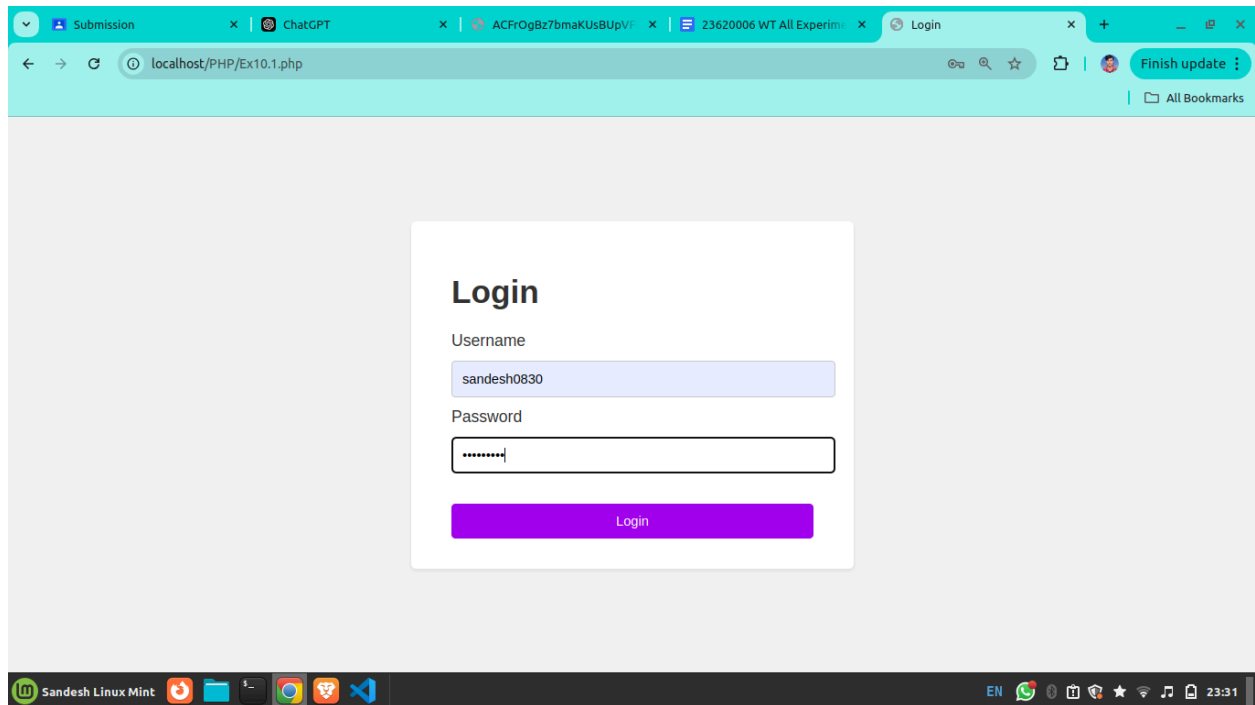 Submission
ChatGPT
ACFrOgBz7bmaKUsBUpVF
23620006 WT All Experime
Login
localhost/PHP/Ex10.1.php
Finish update
All Bookmarks
Login
Username
sandesh0830
Password
•••••••••
Login
Sandesh Linux Mint
EN
23:31